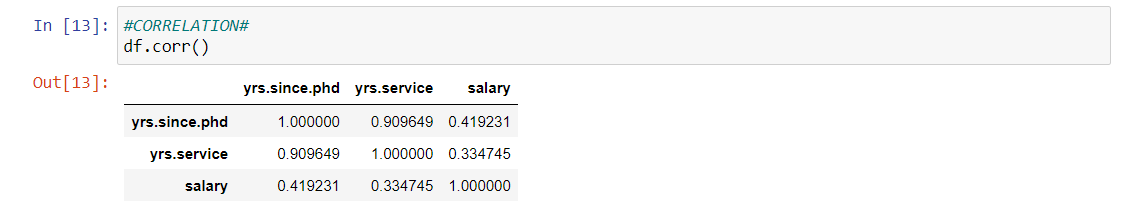 In [13]: #CORRELATION#
df.corr()
Out[13]:
yrs.since.phd yrs.service salary
yrs.since.phd 1.000000 0.909649 0.419231
yrs.service 0.909649 1.000000 0.334745
salary 0.419231 0.334745 1.000000